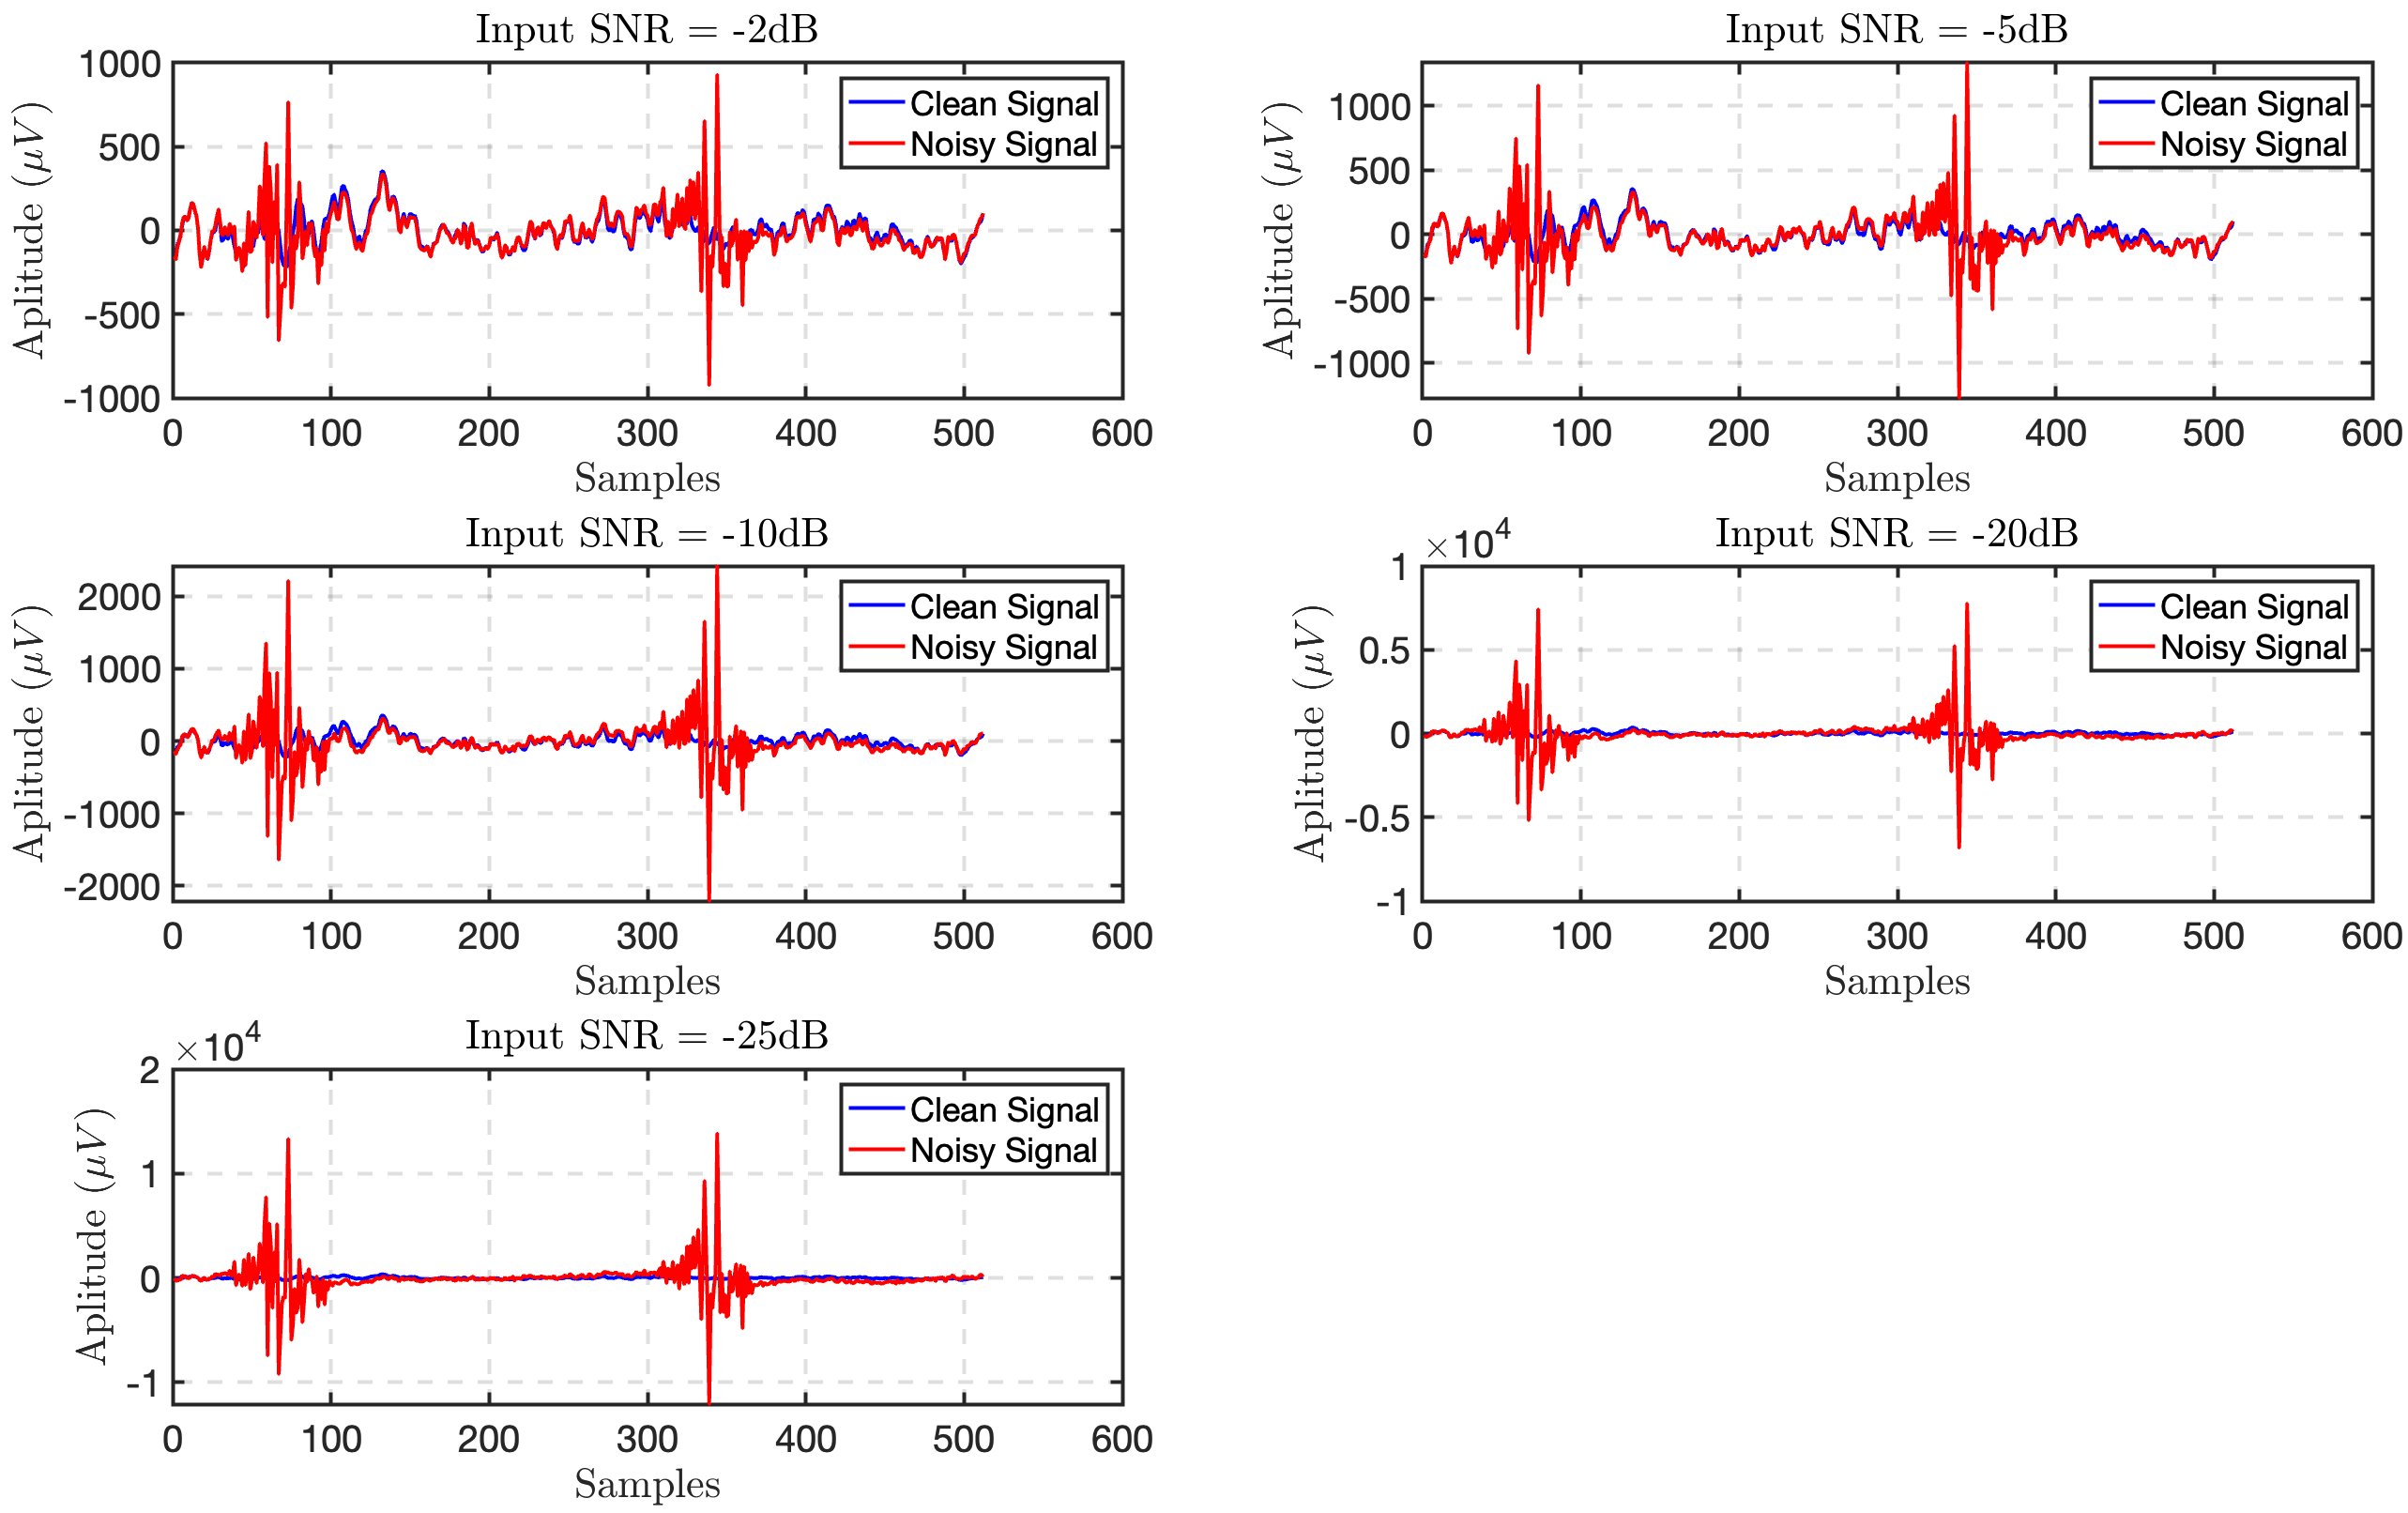 Input SNR = -2dB
1000
500
0
-500
-1000
Aplitude (μV)
Clean Signal
Noisy Signal
0 100 200 300 400 500 600
Samples
Input SNR = -5dB
1000
500
0
-500
-1000
Aplitude (μV)
Clean Signal
Noisy Signal
0 100 200 300 400 500 600
Samples
Input SNR = -10dB
2000
1000
0
-1000
-2000
Aplitude (μV)
Clean Signal
Noisy Signal
0 100 200 300 400 500 600
Samples
Input SNR = -20dB
×10⁴
1
0.5
0
-0.5
-1
Aplitude (μV)
Clean Signal
Noisy Signal
0 100 200 300 400 500 600
Samples
Input SNR = -25dB
×10⁴
2
1
0
-1
Aplitude (μV)
Clean Signal
Noisy Signal
0 100 200 300 400 500 600
Samples